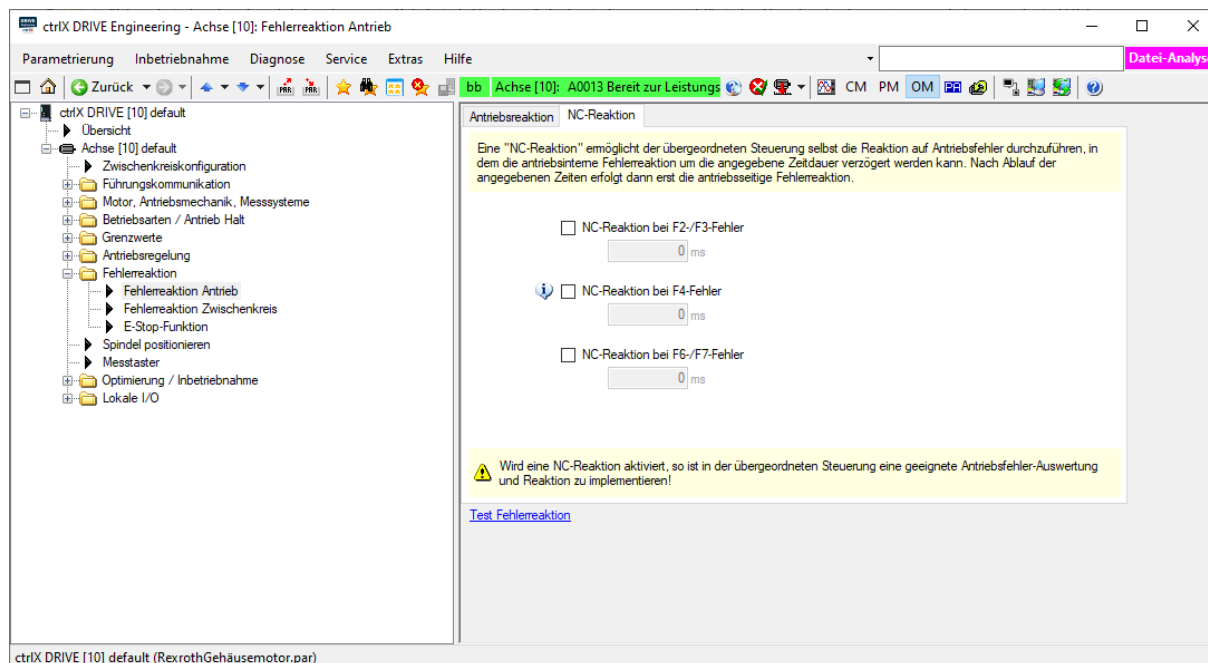 ctrlX DRIVE Engineering - Achse [10]: Fehlerreaktion Antrieb
Parametrierung Inbetriebnahme Diagnose Service Extras Hilfe
Datei-Analys
Zurück
PAR PAR
bb Achse [10]: A0013 Bereit zur Leistungs
CM PM OM
ctrlX DRIVE [10] default
Übersicht
Achse [10] default
Zwischenkreiskonfiguration
Führungskommunikation
Motor, Antriebsmechanik, Messsysteme
Betriebsarten / Antrieb Halt
Grenzwerte
Antriebsregelung
Fehlerreaktion
Fehlerreaktion Antrieb
Fehlerreaktion Zwischenkreis
E-Stop-Funktion
Spindel positionieren
Messtaster
Optimierung / Inbetriebnahme
Lokale I/O
Antriebsreaktion NC-Reaktion
Eine "NC-Reaktion" ermöglicht der übergeordneten Steuerung selbst die Reaktion auf Antriebsfehler durchzuführen, in
dem die antriebsinterne Fehlerreaktion um die angegebene Zeitdauer verzögert werden kann. Nach Ablauf der
angegebenen Zeiten erfolgt dann erst die antriebsseitige Fehlerreaktion.
NC-Reaktion bei F2-/F3-Fehler
0 ms
NC-Reaktion bei F4-Fehler
0 ms
NC-Reaktion bei F6-/F7-Fehler
0 ms
Wird eine NC-Reaktion aktiviert, so ist in der übergeordneten Steuerung eine geeignete Antriebsfehler-Auswertung
und Reaktion zu implementieren!
Test Fehlerreaktion
ctrlX DRIVE [10] default (RexrothGehäusemotor.par)